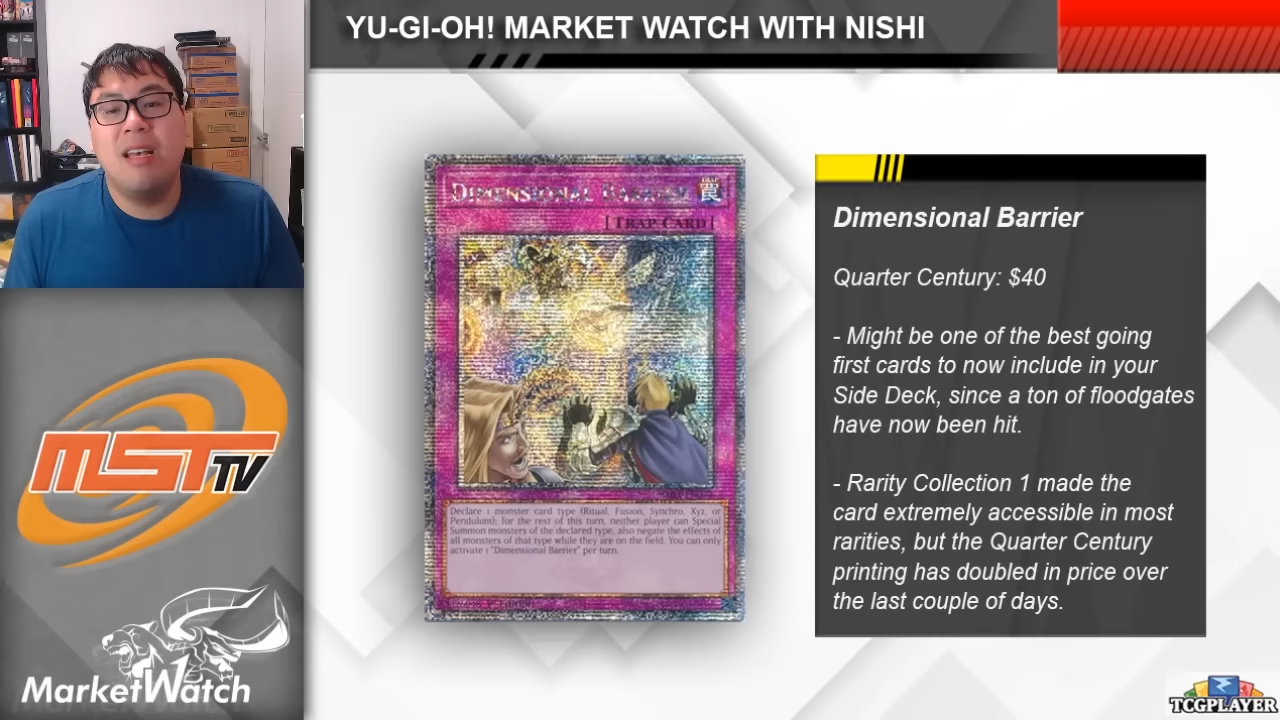 YU-GI-OH! MARKET WATCH WITH NISHI
DIMENSIONAL BARRIER
TRAP
罠
[TRAP CARD]
Declare 1 monster card type (Ritual, Fusion, Synchro, Xyz, or
Pendulum); for the rest of this turn, neither player can Special
Summon monsters of the declared type, also negate the effects of
all monsters of that type while they are on the field. You can only
activate 1 "Dimensional Barrier" per turn.
Dimensional Barrier
Quarter Century: $40
- Might be one of the best going
first cards to now include in your
Side Deck, since a ton of floodgates
have now been hit.
- Rarity Collection 1 made the
card extremely accessible in most
rarities, but the Quarter Century
printing has doubled in price over
the last couple of days.
MST TV
MarketWatch
TCGPLAYER